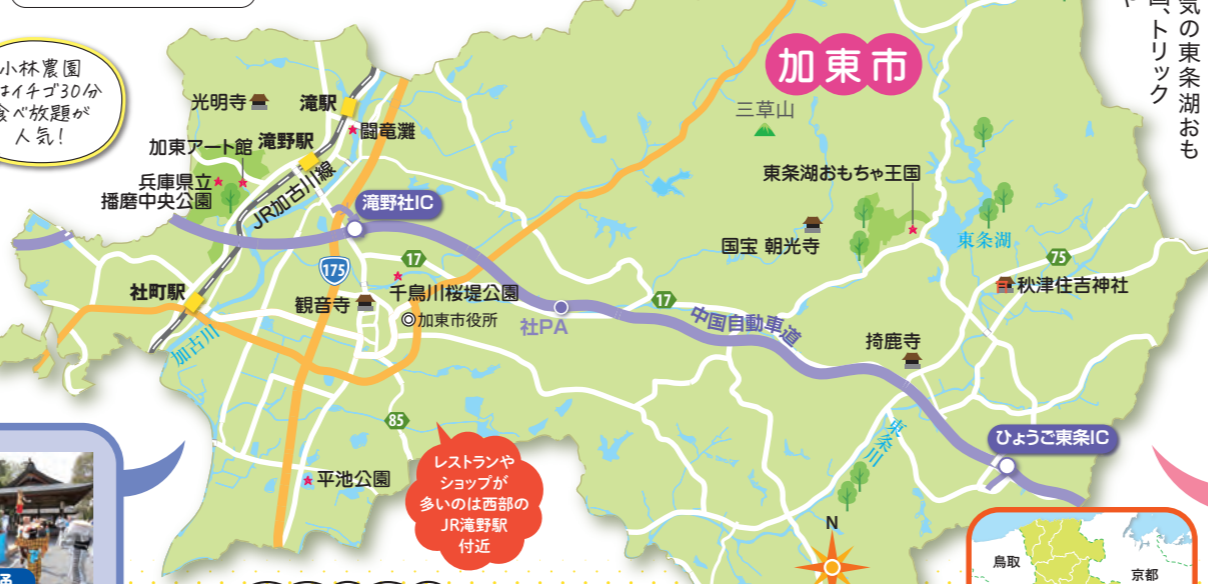 気の東条湖おも
、トリック
や
小林農園
はイチゴ30分
食べ放題が
人気!
加東市
光明寺
滝駅
闘竜灘
加東アート館
滝野駅
兵庫県立
播磨中央公園
JR加古川線
滝野社IC
三草山
東条湖おもちゃ王国
国宝 朝光寺
東条湖
75
秋津住吉神社
175
17
千鳥川桜堤公園
観音寺
◎加東市役所
社PA
17
中国自動車道
社町駅
加古川
掎鹿寺
東条川
ひょうご東条IC
85
平池公園
レストランや
ショップが
多いのは西部の
JR滝野駅
付近
N
鳥取
京都